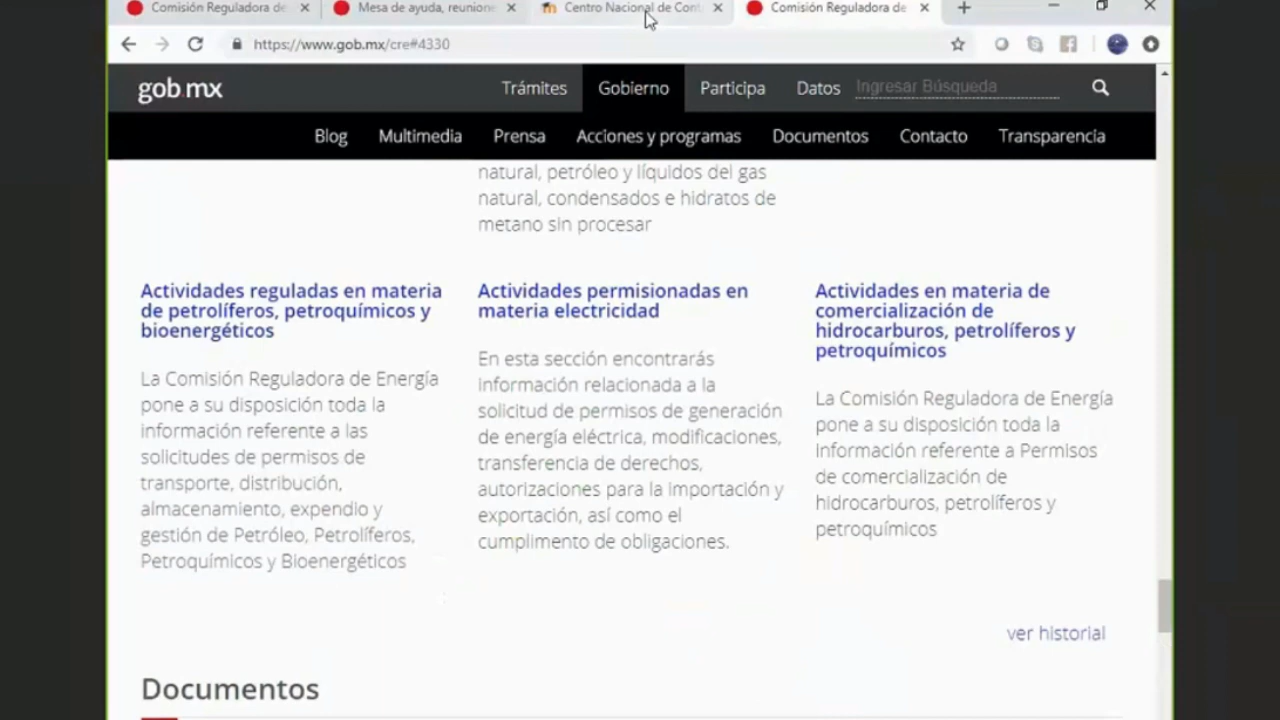 Comisión Reguladora de
Mesa de ayuda, reunione
Centro Nacional de Cont
Comisión Reguladora de
https://www.gob.mx/cre#4330
gob.mx
Trámites
Gobierno
Participa
Datos
Ingresar Búsqueda
Blog
Multimedia
Prensa
Acciones y programas
Documentos
Contacto
Transparencia
natural, petróleo y líquidos del gas
natural, condensados e hidratos de
metano sin procesar
Actividades reguladas en materia
de petrolíferos, petroquímicos y
bioenergéticos
La Comisión Reguladora de Energía
pone a su disposición toda la
información referente a las
solicitudes de permisos de
transporte, distribución,
almacenamiento, expendio y
gestión de Petróleo, Petrolíferos,
Petroquímicos y Bioenergéticos
Actividades permisionadas en
materia electricidad
En esta sección encontrarás
información relacionada a la
solicitud de permisos de generación
de energía eléctrica, modificaciones,
transferencia de derechos,
autorizaciones para la importación y
exportación, así como el
cumplimento de obligaciones.
Actividades en materia de
comercialización de
hidrocarburos, petrolíferos y
petroquímicos
La Comisión Reguladora de Energía
pone a su disposición toda la
información referente a Permisos
de comercialización de
hidrocarburos, petrolíferos y
petroquímicos
ver historial
Documentos